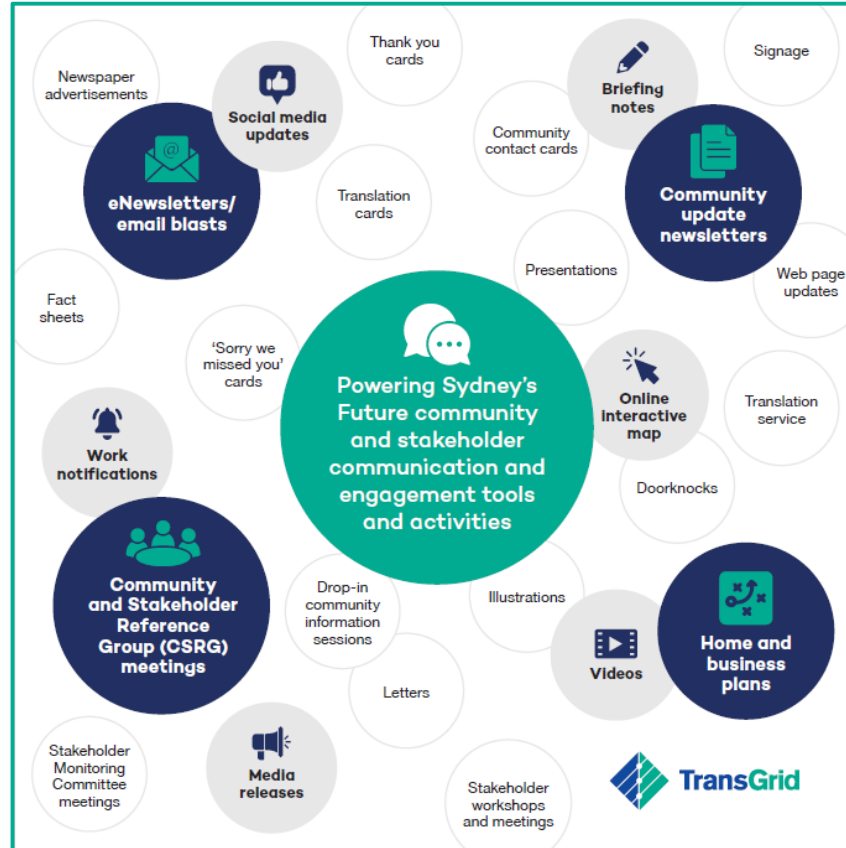 Newspaper
advertisements
Social media
updates
Thank you
cards
Briefing
notes
Signage
@
eNewsletters/
email blasts
Translation
cards
Community
contact cards
Community
update
newsletters
Presentations
Web page
updates
Fact
sheets
'Sorry we
missed you'
cards
Powering Sydney's
Future community
and stakeholder
communication and
engagement tools
and activities
Online
interactive
map
Translation
service
Work
notifications
Doorknocks
Community
and Stakeholder
Reference
Group (CSRG)
meetings
Drop-in
community
information
sessions
Illustrations
Videos
Home and
business
plans
Letters
Stakeholder
Monitoring
Committee
meetings
Media
releases
Stakeholder
workshops
and meetings
TransGrid